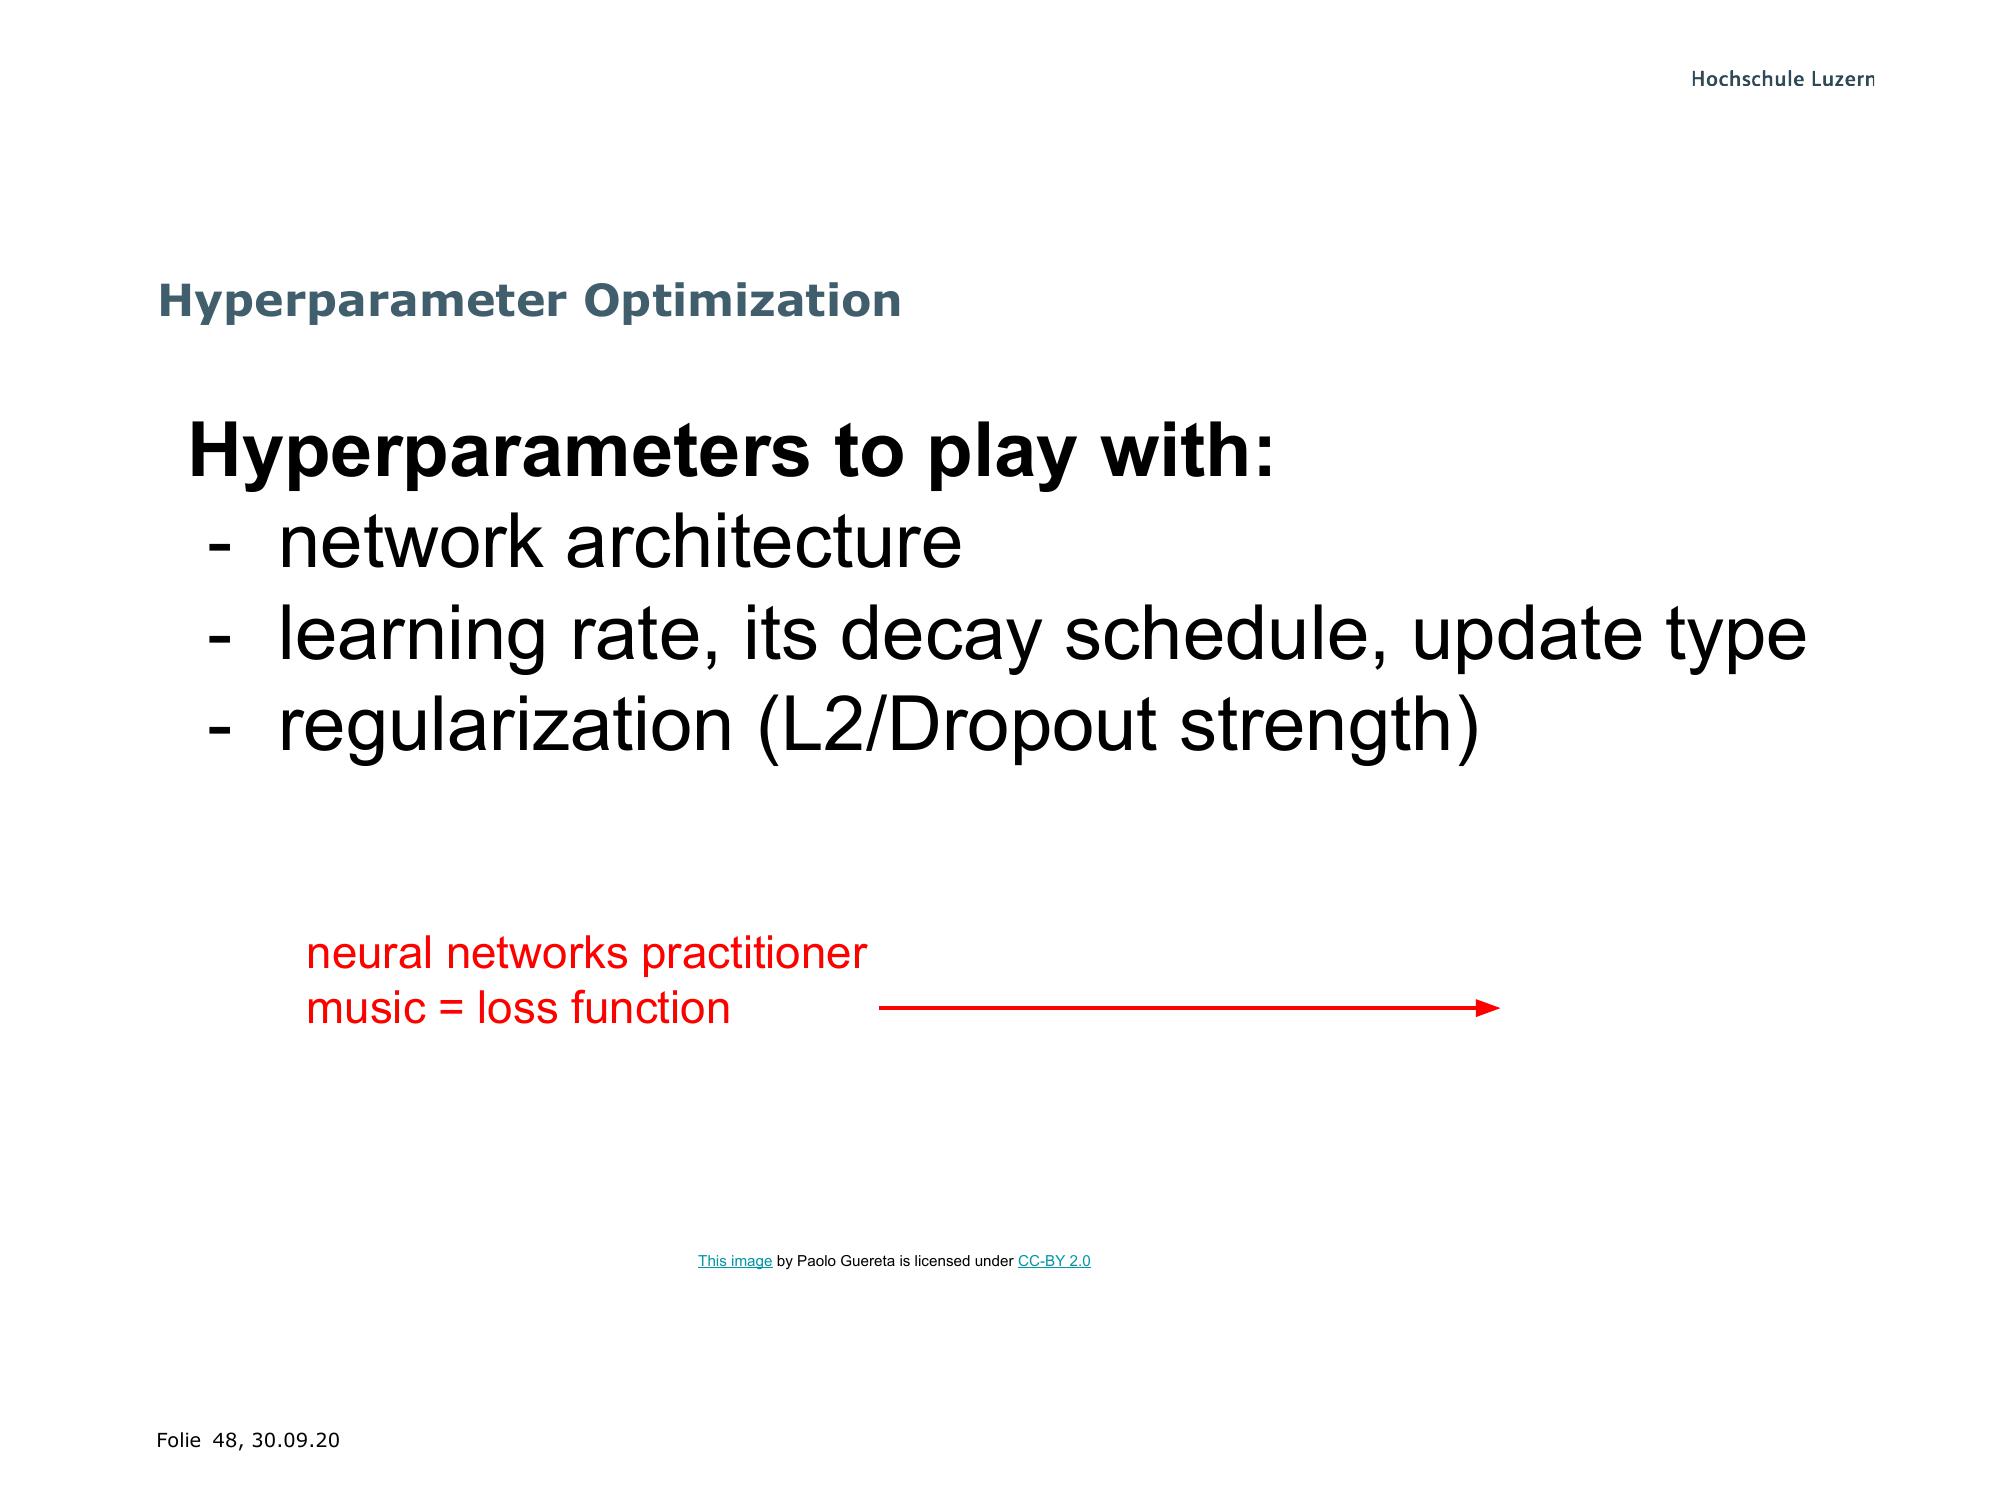 Hochschule Luzern
Hyperparameter Optimization
Hyperparameters to play with:
- network architecture
- learning rate, its decay schedule, update type
- regularization (L2/Dropout strength)
neural networks practitioner
music = loss function
This image by Paolo Guereta is licensed under CC-BY 2.0
Folie 48, 30.09.20